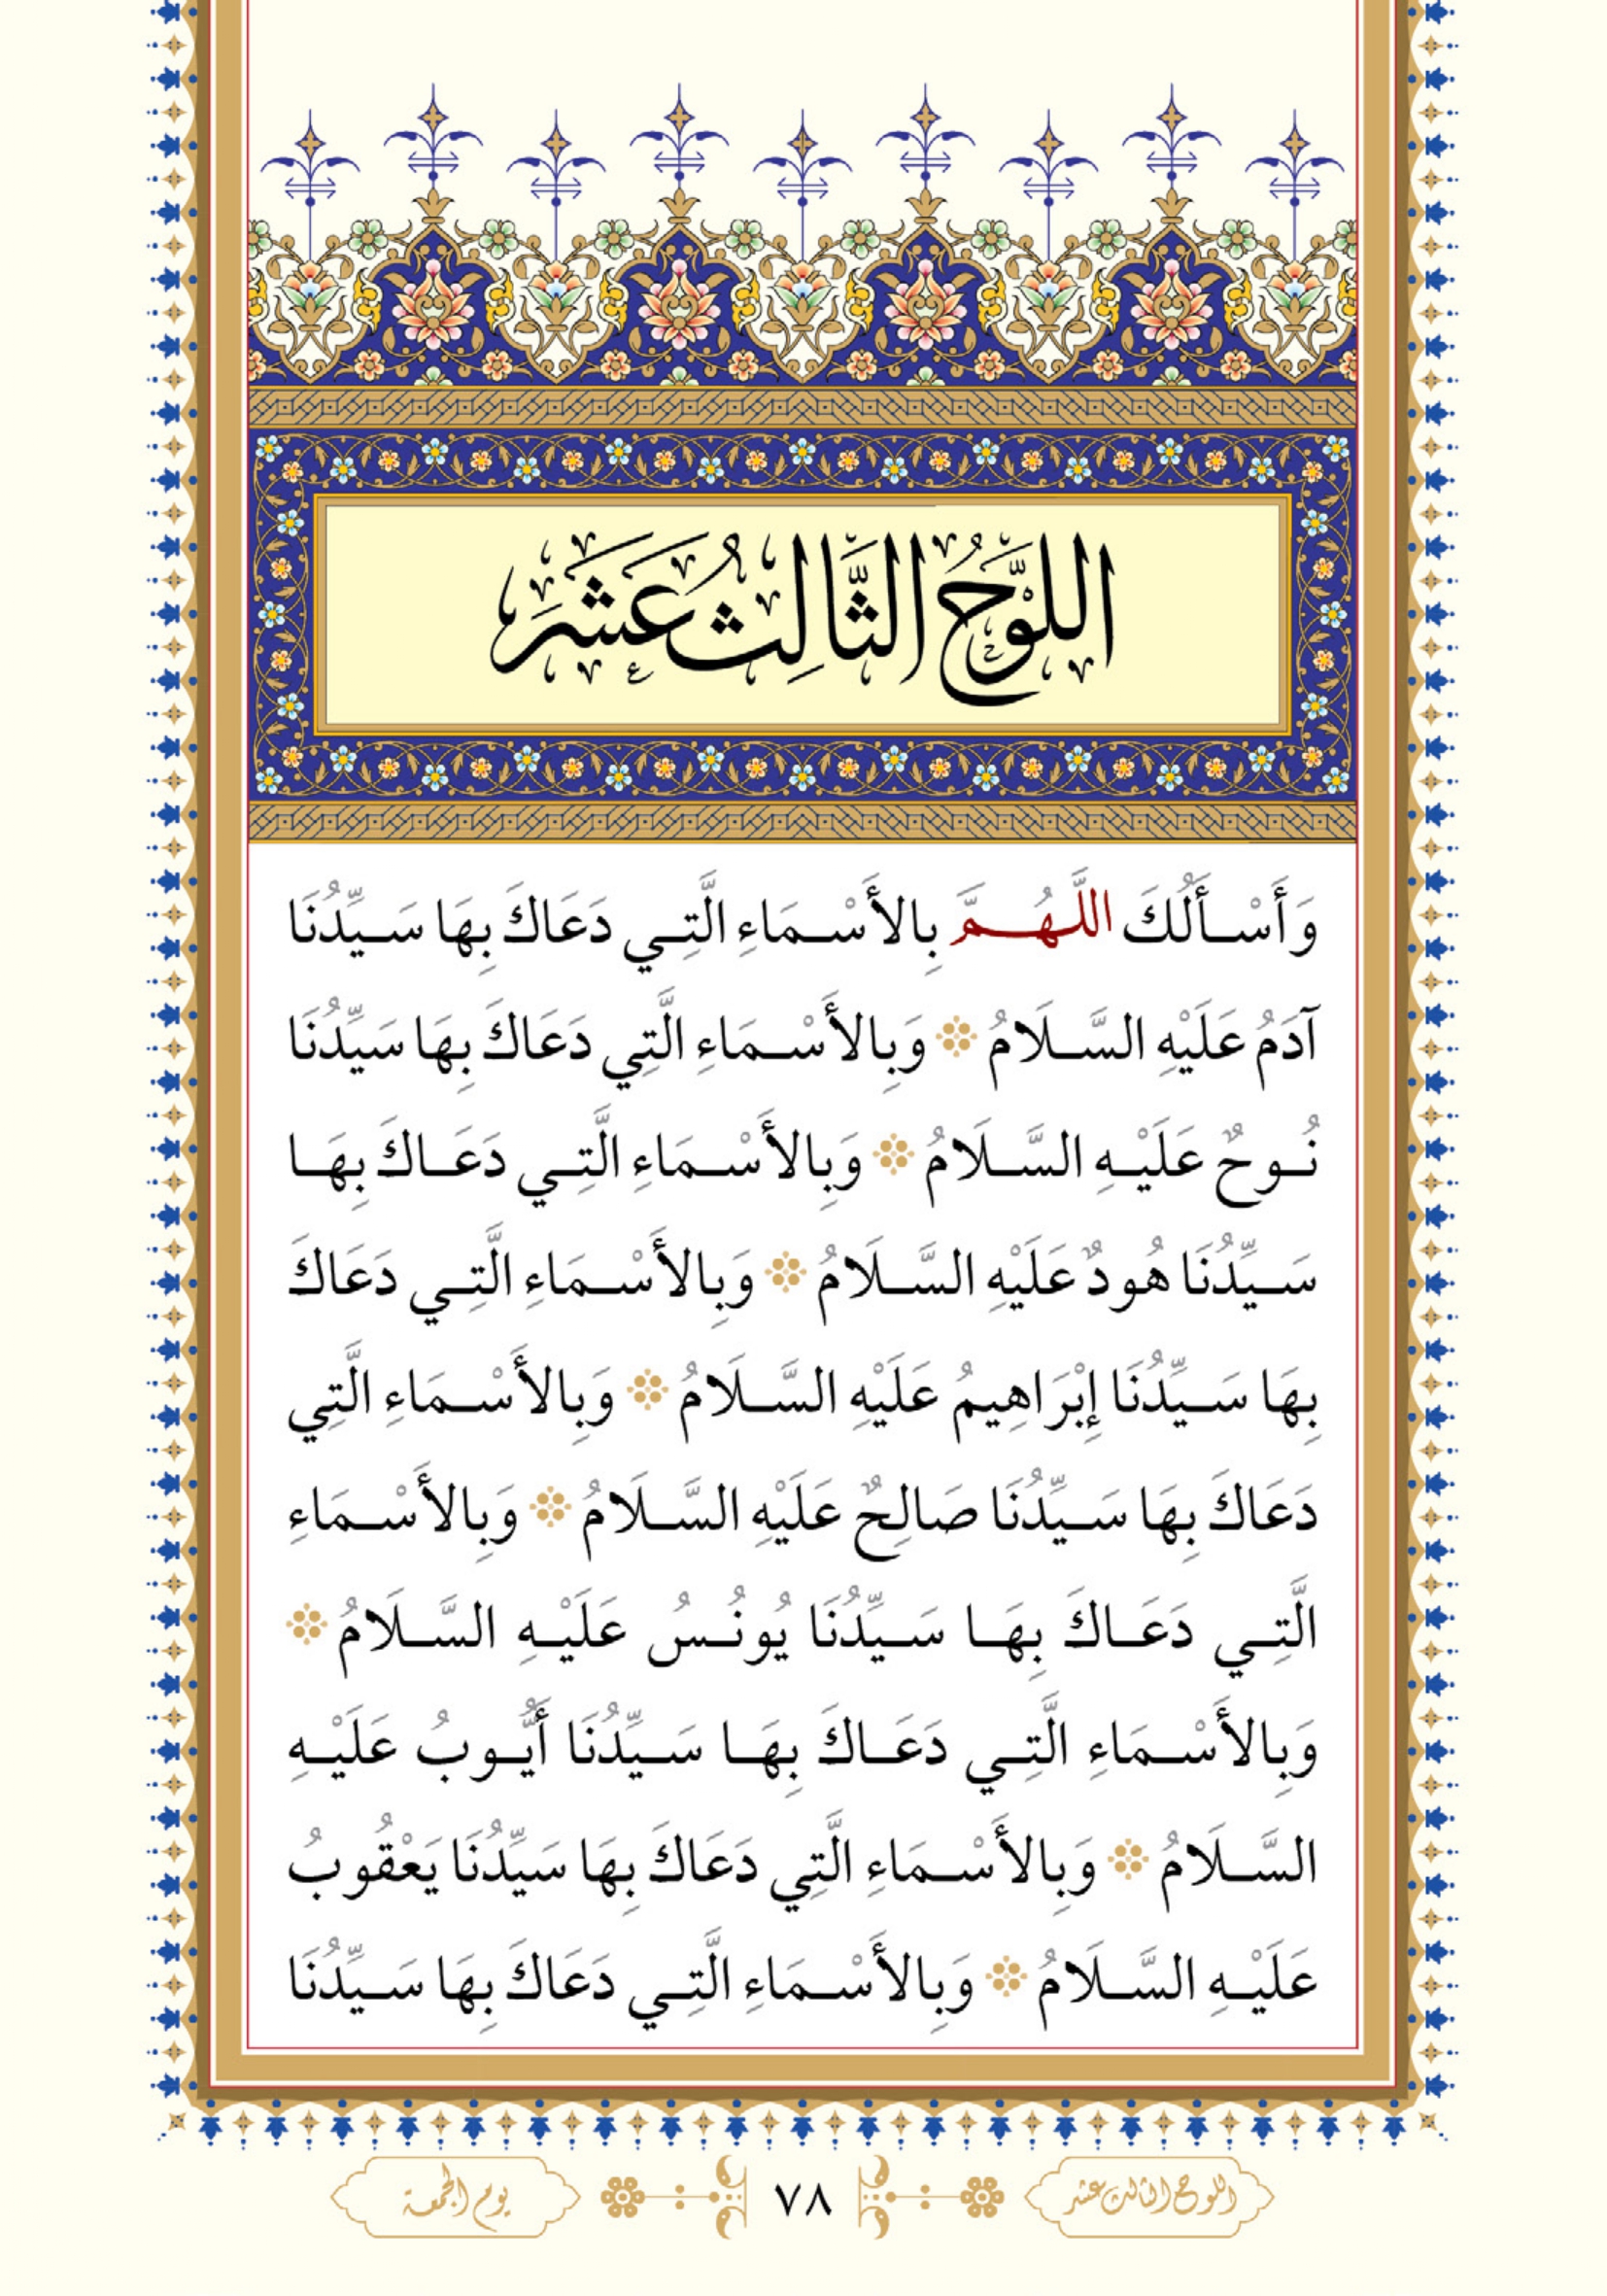 اللَّوْحُ الثَّالِثُ عَشَرَ
وَأَسْأَلُكَ اللَّهُمَّ بِالأَسْمَاءِ الَّتِي دَعَاكَ بِهَا سَيِّدُنَا
آدَمُ عَلَيْهِ السَّلَامُ ۞ وَبِالأَسْمَاءِ الَّتِي دَعَاكَ بِهَا سَيِّدُنَا
نُوحٌ عَلَيْهِ السَّلَامُ ۞ وَبِالأَسْمَاءِ الَّتِي دَعَاكَ بِهَا
سَيِّدُنَا هُودٌ عَلَيْهِ السَّلَامُ ۞ وَبِالأَسْمَاءِ الَّتِي دَعَاكَ
بِهَا سَيِّدُنَا إِبْرَاهِيمُ عَلَيْهِ السَّلَامُ ۞ وَبِالأَسْمَاءِ الَّتِي
دَعَاكَ بِهَا سَيِّدُنَا صَالِحٌ عَلَيْهِ السَّلَامُ ۞ وَبِالأَسْمَاءِ
الَّتِي دَعَاكَ بِهَا سَيِّدُنَا يُونُسُ عَلَيْهِ السَّلَامُ ۞
وَبِالأَسْمَاءِ الَّتِي دَعَاكَ بِهَا سَيِّدُنَا أَيُّوبُ عَلَيْهِ
السَّلَامُ ۞ وَبِالأَسْمَاءِ الَّتِي دَعَاكَ بِهَا سَيِّدُنَا يَعْقُوبُ
عَلَيْهِ السَّلَامُ ۞ وَبِالأَسْمَاءِ الَّتِي دَعَاكَ بِهَا سَيِّدُنَا
اللوح الثالث عشر ٧٨ يوم الجمعة